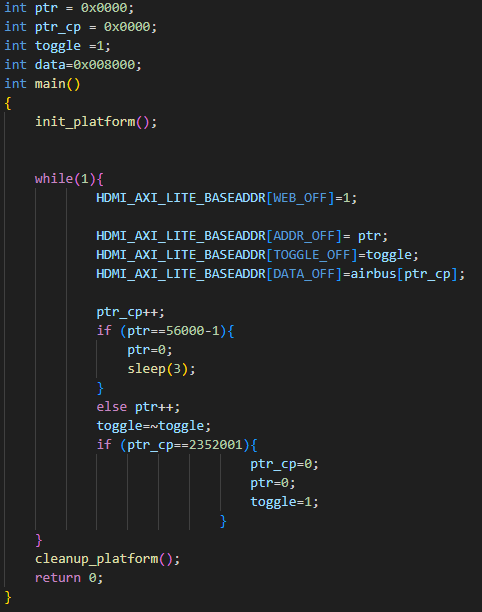 int ptr = 0x0000;
int ptr_cp = 0x0000;
int toggle =1;
int data=0x008000;
int main()
{
init_platform();
while(1){
HDMI_AXI_LITE_BASEADDR[WEB_OFF]=1;
HDMI_AXI_LITE_BASEADDR[ADDR_OFF]= ptr;
HDMI_AXI_LITE_BASEADDR[TOGGLE_OFF]=toggle;
HDMI_AXI_LITE_BASEADDR[DATA_OFF]=airbus[ptr_cp];
ptr_cp++;
if (ptr==56000-1){
ptr=0;
sleep(3);
}
else ptr++;
toggle=~toggle;
if (ptr_cp==2352001){
ptr_cp=0;
ptr=0;
toggle=1;
}
}
cleanup_platform();
return 0;
}